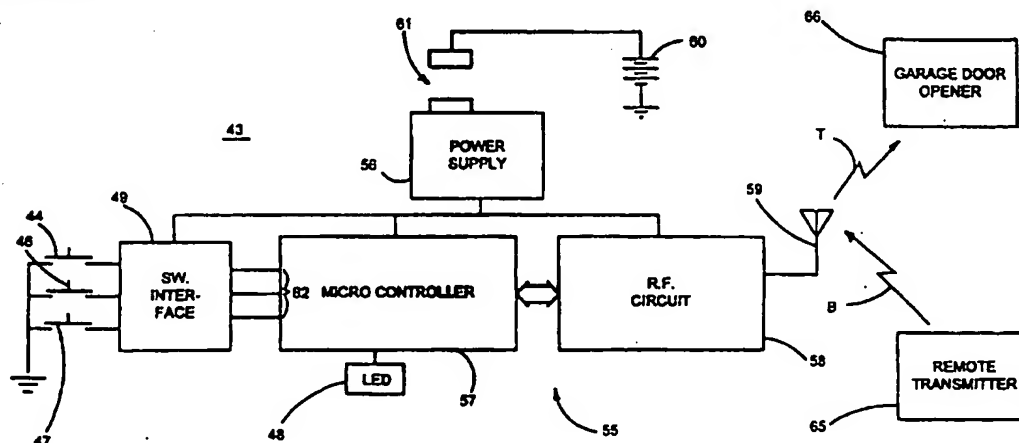 61
60
66
GARAGE DOOR
OPENER
43
POWER
SUPPLY
56
T
59
44
46
49
SW.
INTER-
FACE
62
MICRO CONTROLLER
R.F.
CIRCUIT
B
58
LED
57
REMOTE
TRANSMITTER
47
48
55
65